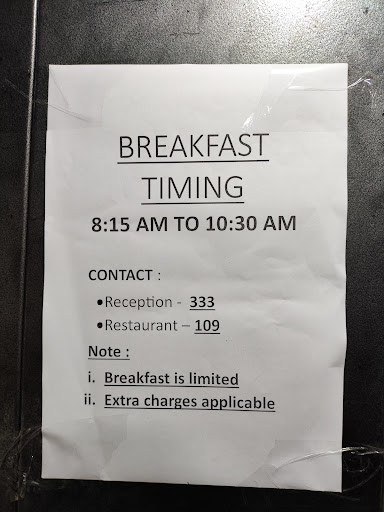 BREAKFAST
TIMING
8:15 AM TO 10:30 AM
CONTACT :
•Reception - 333
•Restaurant – 109
Note :
i. Breakfast is limited
ii. Extra charges applicable